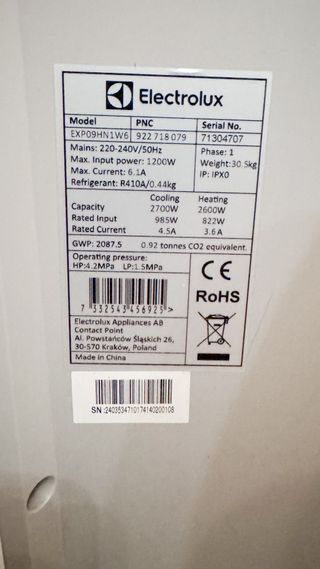 Electrolux
Model PNC Serial No.
EXP09HN1W6 922 718 079 71304707
Mains: 220-240V/50Hz Phase: 1
Max. Input power: 1200W Weight:30.5kg
Max. Current: 6.1A IP: IPX0
Refrigerant: R410A/0.44kg
Cooling Heating
Capacity 2700W 2600W
Rated Input 985W 822W
Rated Current 4.5A 3.6A
GWP: 2087.5 0.92 tonnes CO2 equivalent.
Operating pressure:
HP:4.2MPa LP:1.5MPa
CE
RoHS
7 332543 456925 >
Electrolux Appliances AB
Contact Point
Al. Powstańców Śląskich 26,
30-570 Kraków, Poland
Made in China
SN :2403534710174140200108